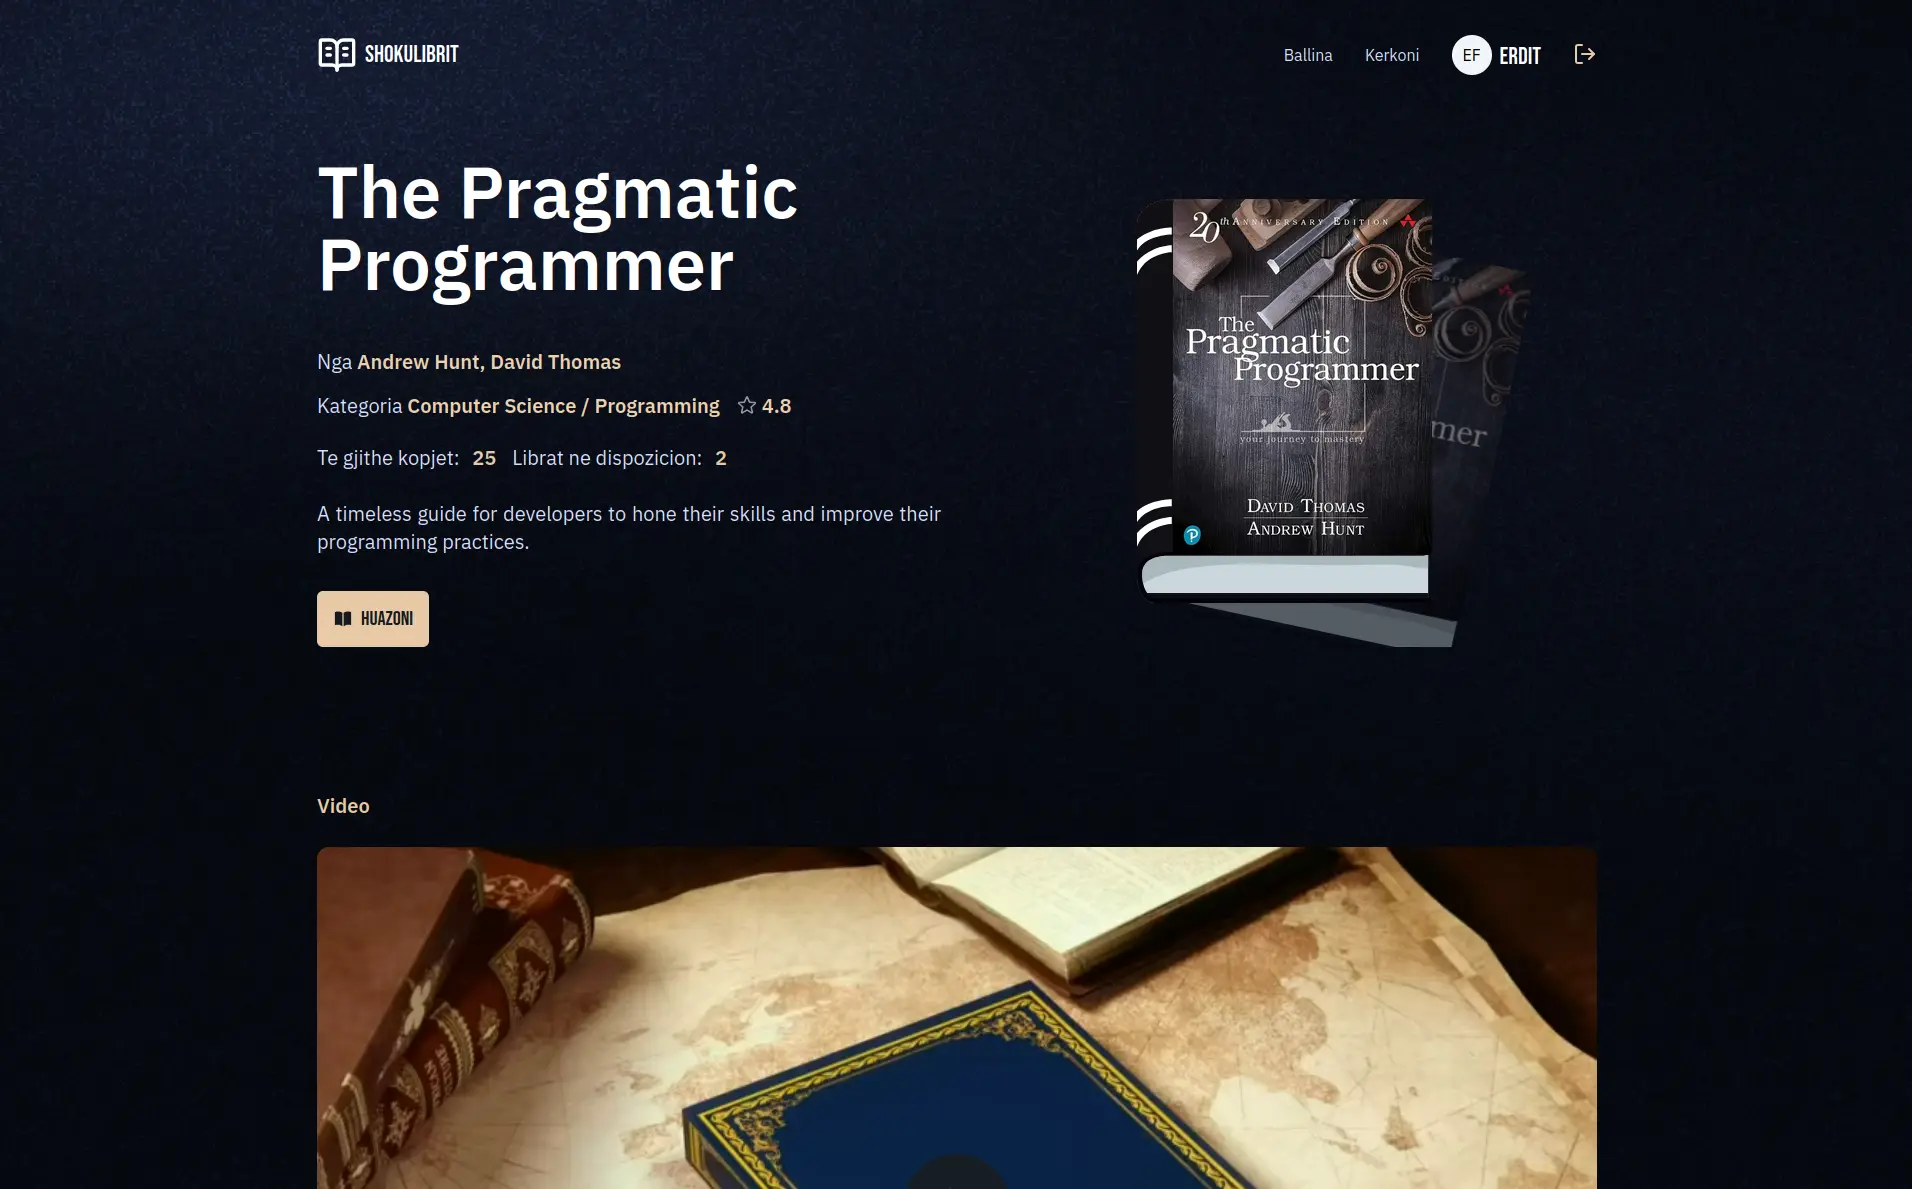 SHOKULIBRIT
Ballina
Kerkoni
EF
ERDIT
The Pragmatic
Programmer
Nga Andrew Hunt, David Thomas
Kategoria Computer Science / Programming 4.8
Te gjithe kopjet: 25 Librat ne dispozicion: 2
A timeless guide for developers to hone their skills and improve their
programming practices.
HUAZONI
20th Anniversary Edition
The
Pragmatic
Programmer
your journey to mastery
David Thomas
Andrew Hunt
P
mer
Video